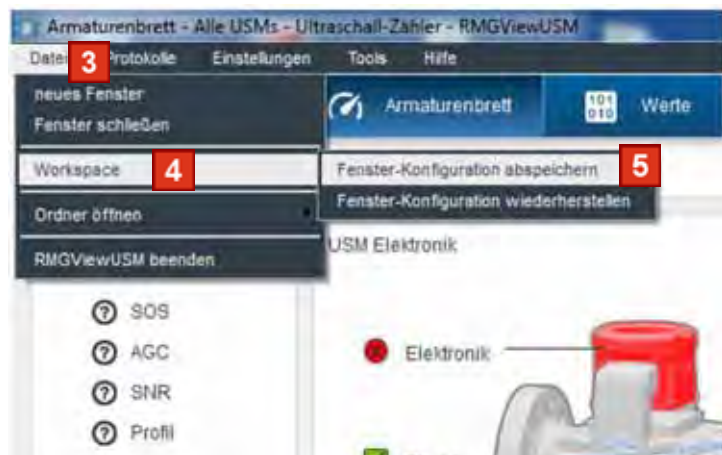 Armaturenbrett - Alle USMs - Ultraschall-Zähler - RMGViewUSM
Datei 3 Protokolle Einstellungen Tools Hilfe
neues Fenster
Fenster schließen
Armaturenbrett
101
010
Werte
Workspace 4
Fenster-Konfiguration abspeichern 5
Fenster-Konfiguration wiederherstellen
Ordner öffnen
RMGViewUSM beenden
USM Elektronik
? SOS
? AGC
? SNR
? Profil
Elektronik